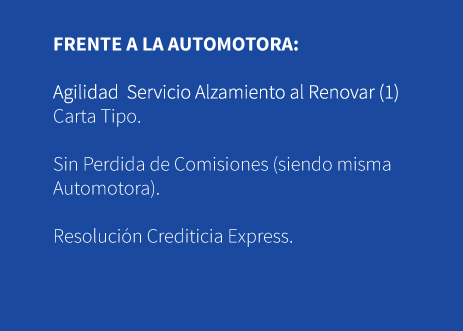 FRENTE A LA AUTOMOTORA:
Agilidad  Servicio Alzamiento al Renovar (1)
Carta Tipo.
Sin Perdida de Comisiones (siendo misma
Automotora).
Resolución Crediticia Express.